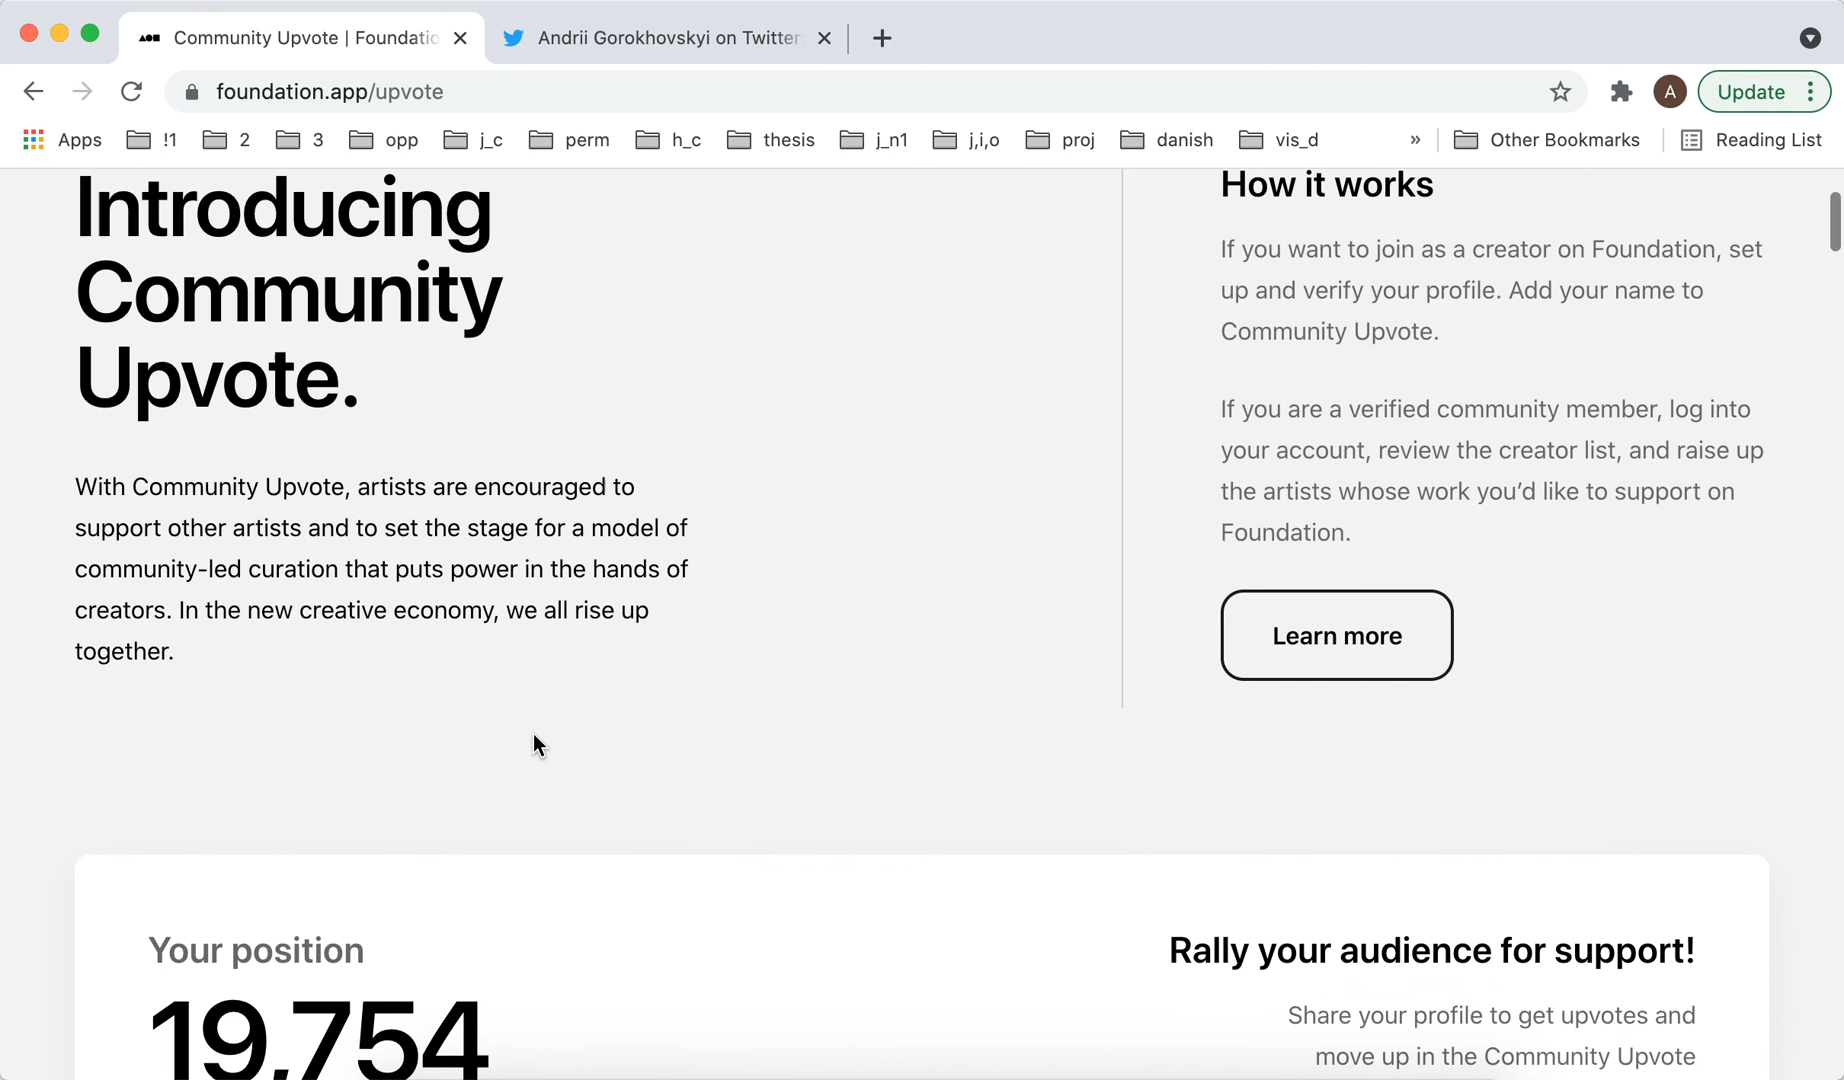 Community Upvote | Foundatio
Andrii Gorokhovskyi on Twitter:
foundation.app/upvote
A
Update
Apps
!1
2
3
opp
j_c
perm
h_c
thesis
j_n1
j,i,o
proj
danish
vis_d
»
Other Bookmarks
Reading List
Introducing
Community
Upvote.
With Community Upvote, artists are encouraged to
support other artists and to set the stage for a model of
community-led curation that puts power in the hands of
creators. In the new creative economy, we all rise up
together.
How it works
If you want to join as a creator on Foundation, set
up and verify your profile. Add your name to
Community Upvote.
If you are a verified community member, log into
your account, review the creator list, and raise up
the artists whose work you’d like to support on
Foundation.
Learn more
Your position
19,754
Rally your audience for support!
Share your profile to get upvotes and
move up in the Community Upvote